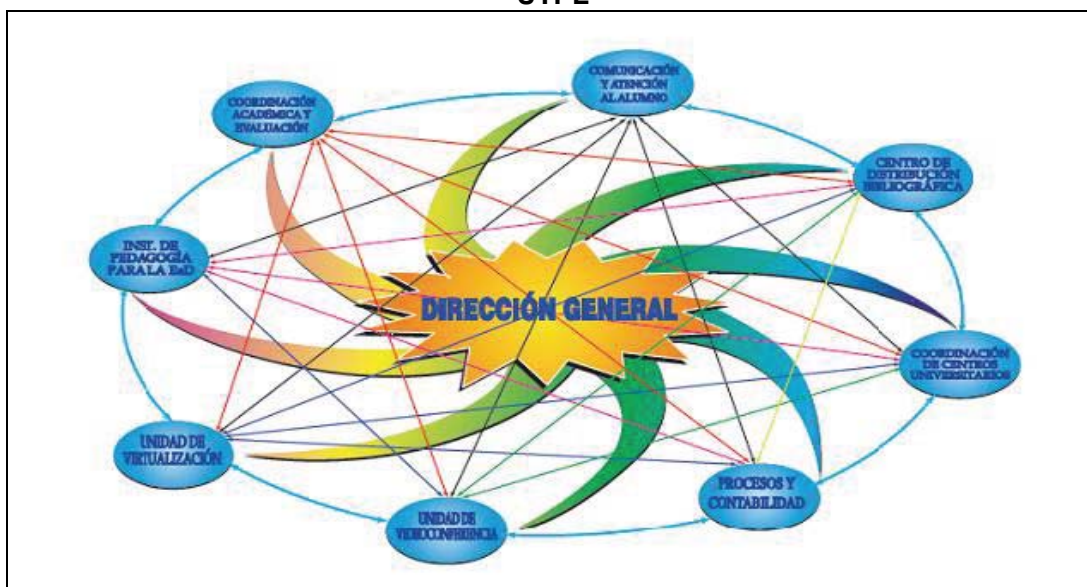 COMUNICACIÓN
Y ATENCIÓN
AL ALUMNO
COORDINACIÓN
ACADÉMICA Y
EVALUACIÓN
CENTRO DE
DISTRIBUCIÓN
BIBLIOGRÁFICA
INST. DE
PEDAGOGÍA
PARA LA EaD
DIRECCIÓN GENERAL
COORDINACIÓN
DE CENTROS
UNIVERSITARIOS
UNIDAD DE
VIRTUALIZACIÓN
PROCESOS Y
CONTABILIDAD
UNIDAD DE
VIDEOCONFERENCIA